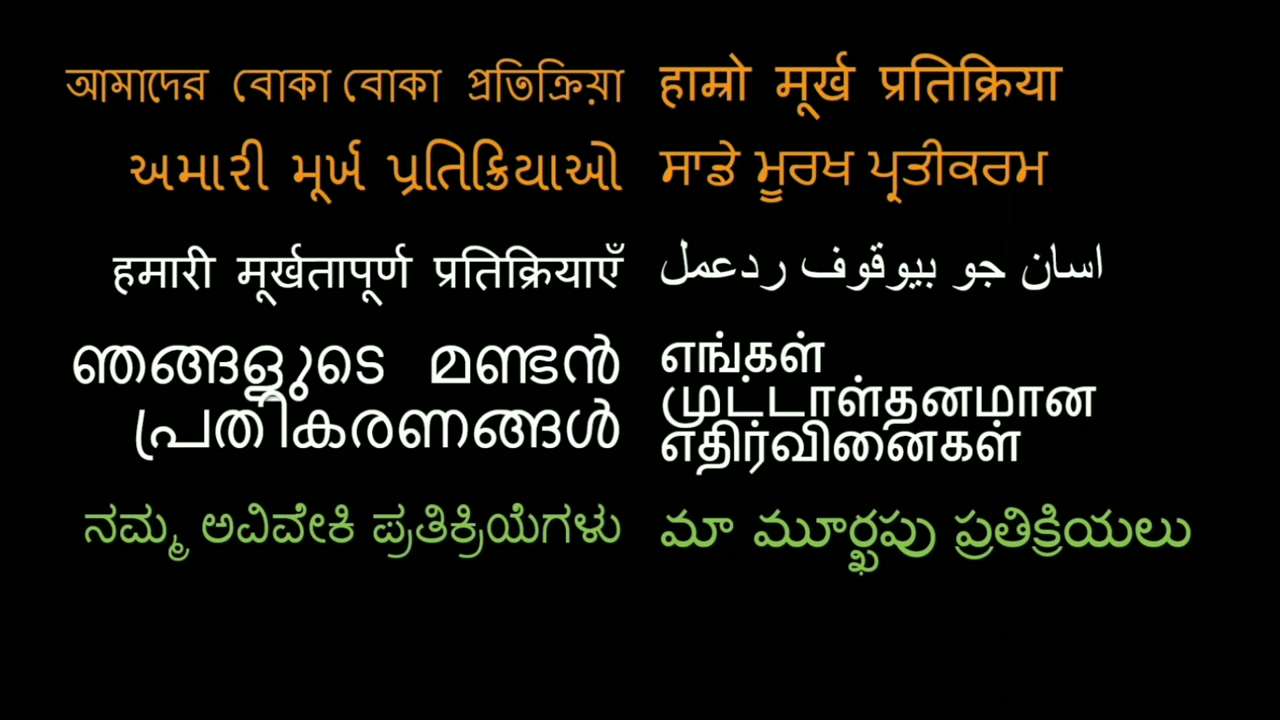 আমাদের বোকা বোকা প্রতিক্রিয়া
हाम्रो मूर्ख प्रतिक्रिया
અમારી મૂર્ખ પ્રતિક્રિયાઓ
ਸਾਡੇ ਮੂਰਖ ਪ੍ਰਤੀਕਰਮ
हमारी मूर्खतापूर्ण प्रतिक्रियाएँ
اسان جو بيوقوف ردعمل
ഞങ്ങളുടെ മണ്ടൻ
പ്രതികരണങ്ങൾ
எங்கள்
முட்டாள்தனமான
எதிர்வினைகள்
ನಮ್ಮ ಅವಿವೇಕಿ ಪ್ರತಿಕ್ರಿಯೆಗಳು
మా మూర్ఖపు ప్రతిక్రియలు